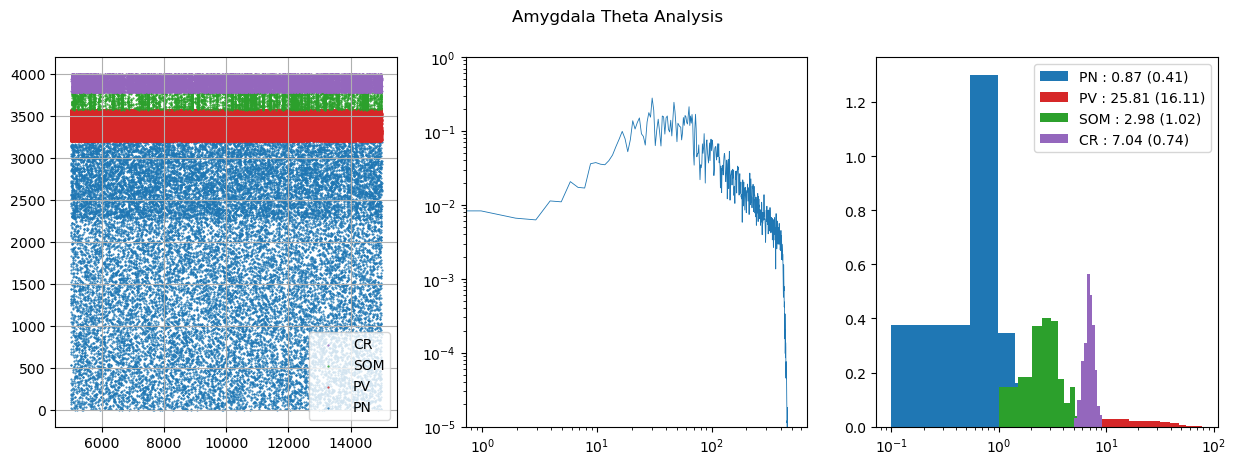 Amygdala Theta Analysis
4000
3500
3000
2500
2000
1500
1000
500
0
6000 8000 10000 12000 14000
CR
SOM
PV
PN
10^0
10^-1
10^-2
10^-3
10^-4
10^-5
10^0 10^1 10^2
1.2
1.0
0.8
0.6
0.4
0.2
0.0
10^-1 10^0 10^1 10^2
PN : 0.87 (0.41)
PV : 25.81 (16.11)
SOM : 2.98 (1.02)
CR : 7.04 (0.74)